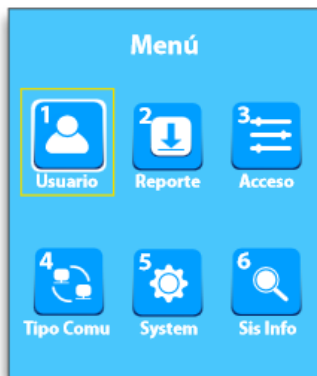 Menú
1 2 3
Usuario Reporte Acceso
4 5 6
Tipo Comu System Sis Info